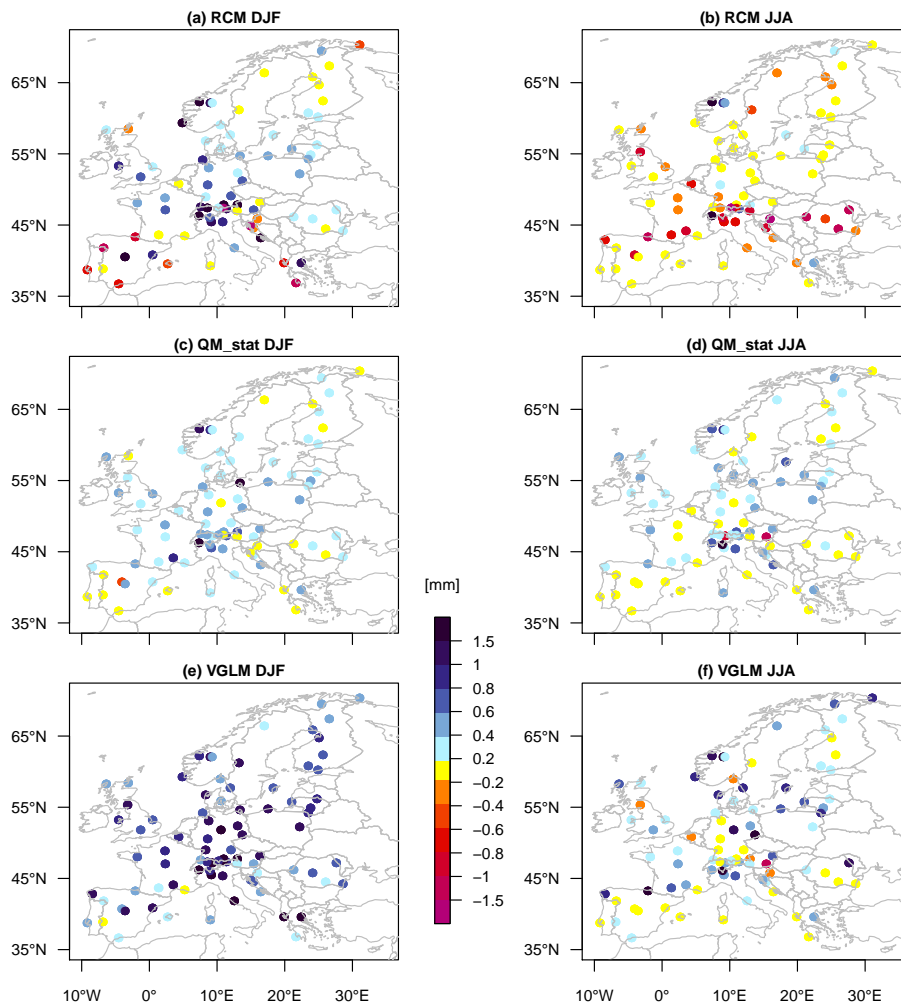 (a) RCM DJF
(b) RCM JJA
65°N
55°N
45°N
35°N
65°N
55°N
45°N
35°N
(c) QM_stat DJF
(d) QM_stat JJA
65°N
55°N
45°N
35°N
65°N
55°N
45°N
35°N
[mm]
1.5
1
0.8
0.6
0.4
0.2
−0.2
−0.4
−0.6
−0.8
−1
−1.5
(e) VGLM DJF
(f) VGLM JJA
65°N
55°N
45°N
35°N
65°N
55°N
45°N
35°N
10°W 0° 10°E 20°E 30°E
10°W 0° 10°E 20°E 30°E